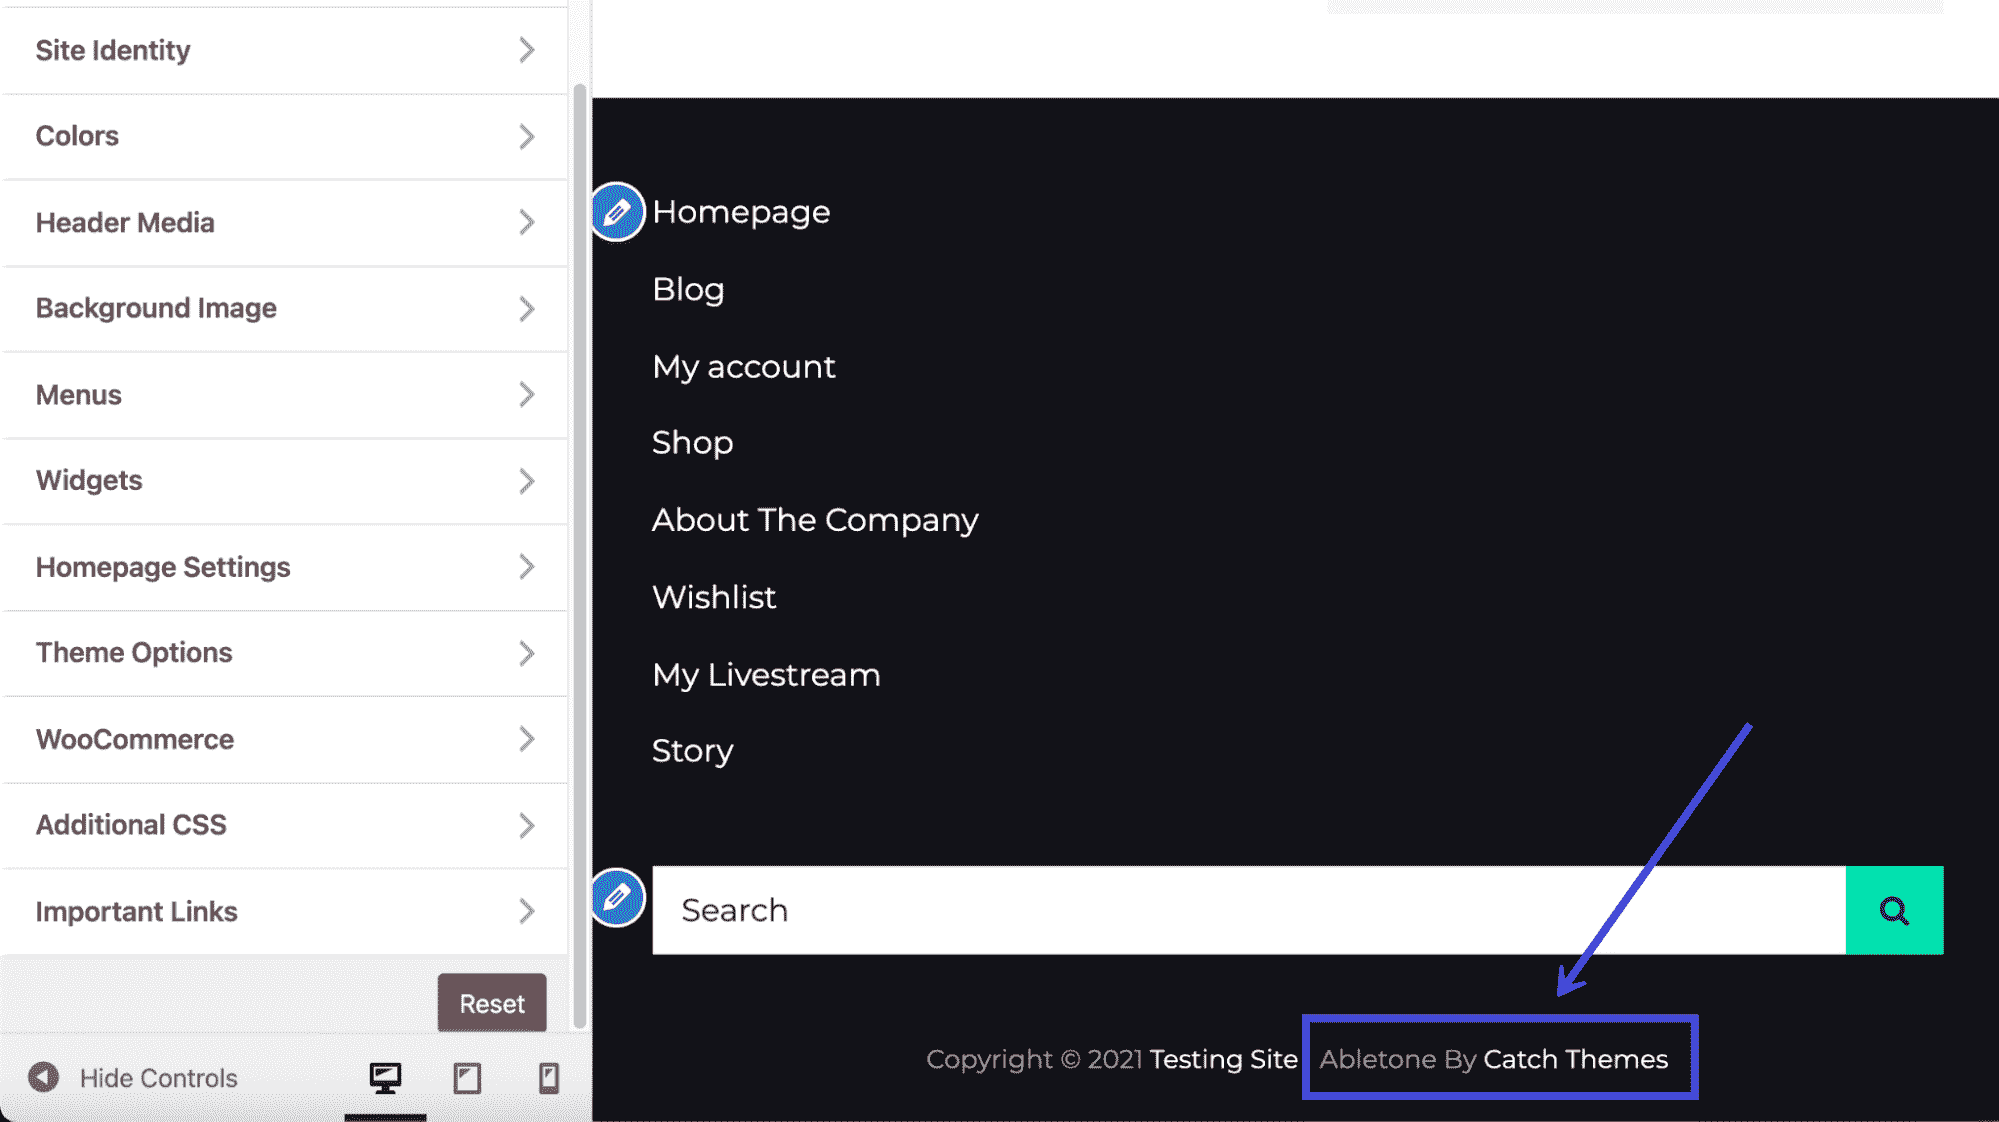 Site Identity
Colors
Header Media
Background Image
Menus
Widgets
Homepage Settings
Theme Options
WooCommerce
Additional CSS
Important Links
Reset
Hide Controls
Homepage
Blog
My account
Shop
About The Company
Wishlist
My Livestream
Story
Search
Copyright © 2021 Testing Site Abletone By Catch Themes